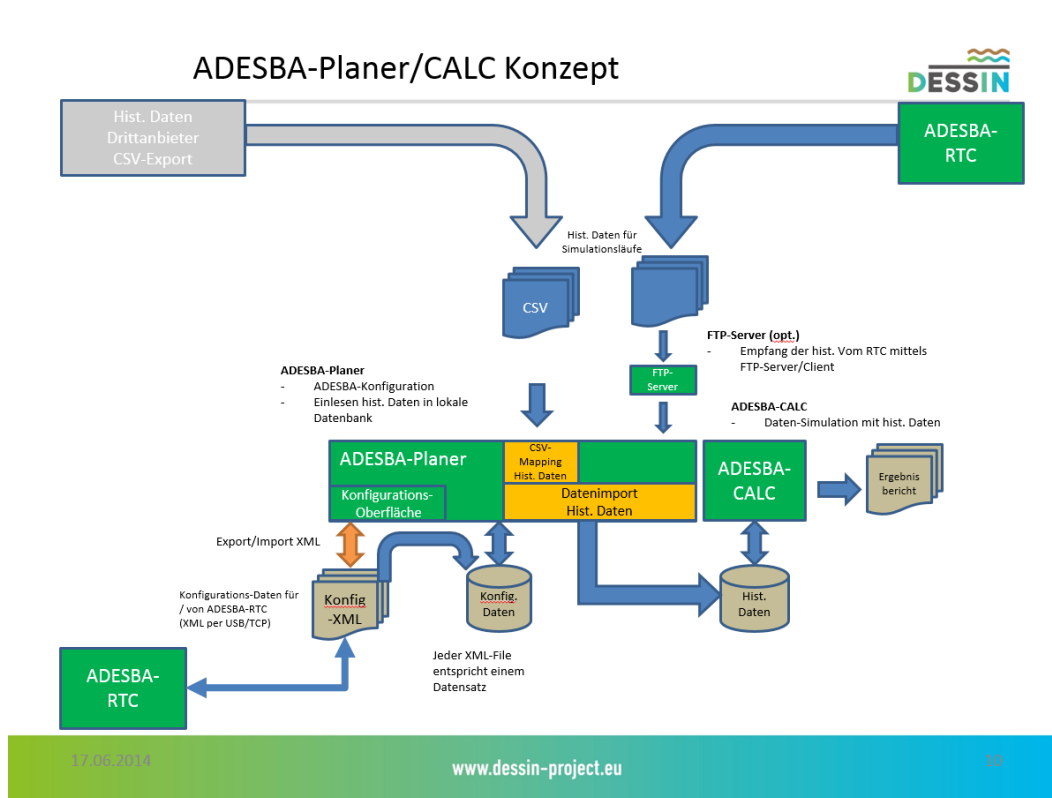 ADESBA-Planer/CALC Konzept
DESSIN
Hist. Daten
Drittanbieter
CSV-Export
ADESBA-
RTC
Hist. Daten für
Simulationsläufe
CSV
FTP-Server (opt.)
- Empfang der hist. Vom RTC mittels
FTP-Server/Client
ADESBA-Planer
- ADESBA-Konfiguration
- Einlesen hist. Daten in lokale
Datenbank
FTP-
Server
ADESBA-CALC
- Daten-Simulation mit hist. Daten
ADESBA-Planer
CSV-
Mapping
Hist. Daten
Konfigurations-
Oberfläche
Datenimport
Hist. Daten
ADESBA-
CALC
Ergebnis
bericht
Export/Import XML
Konfigurations-Daten für
/ von ADESBA-RTC
(XML per USB/TCP)
Konfig
-XML
Konfig.
Daten
Hist.
Daten
Jeder XML-File
entspricht einem
Datensatz
ADESBA-
RTC
17.06.2014
www.dessin-project.eu
10